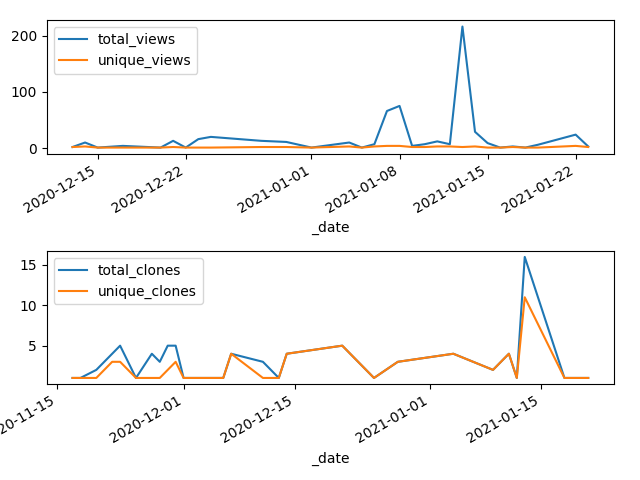 200
100
0
total_views
unique_views
2020-12-15
2020-12-22
2021-01-01
2021-01-08
2021-01-15
2021-01-22
_date
15
10
5
total_clones
unique_clones
20-11-15
2020-12-01
2020-12-15
2021-01-01
2021-01-15
_date